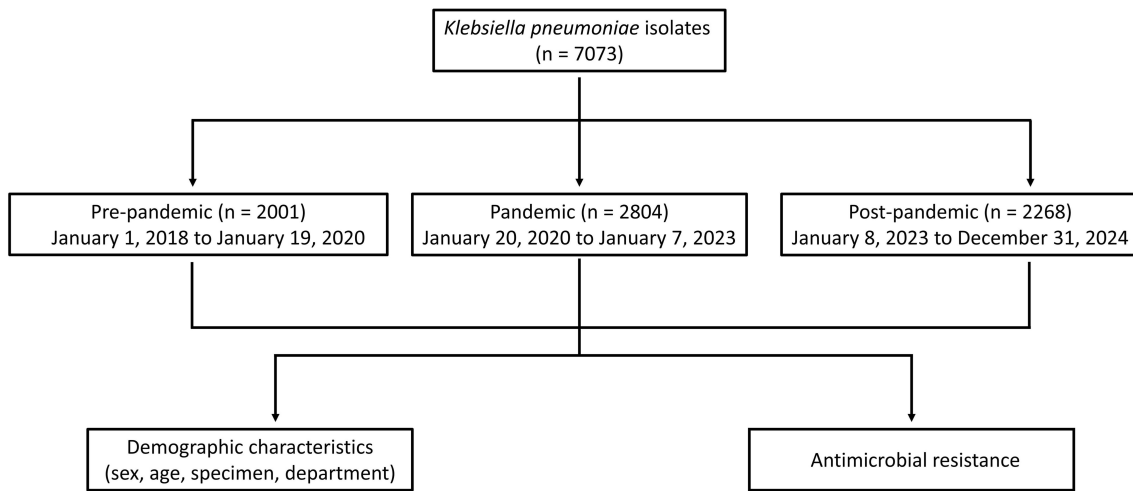 Klebsiella pneumoniae isolates
(n = 7073)
Pre-pandemic (n = 2001)
January 1, 2018 to January 19, 2020
Pandemic (n = 2804)
January 20, 2020 to January 7, 2023
Post-pandemic (n = 2268)
January 8, 2023 to December 31, 2024
Demographic characteristics
(sex, age, specimen, department)
Antimicrobial resistance